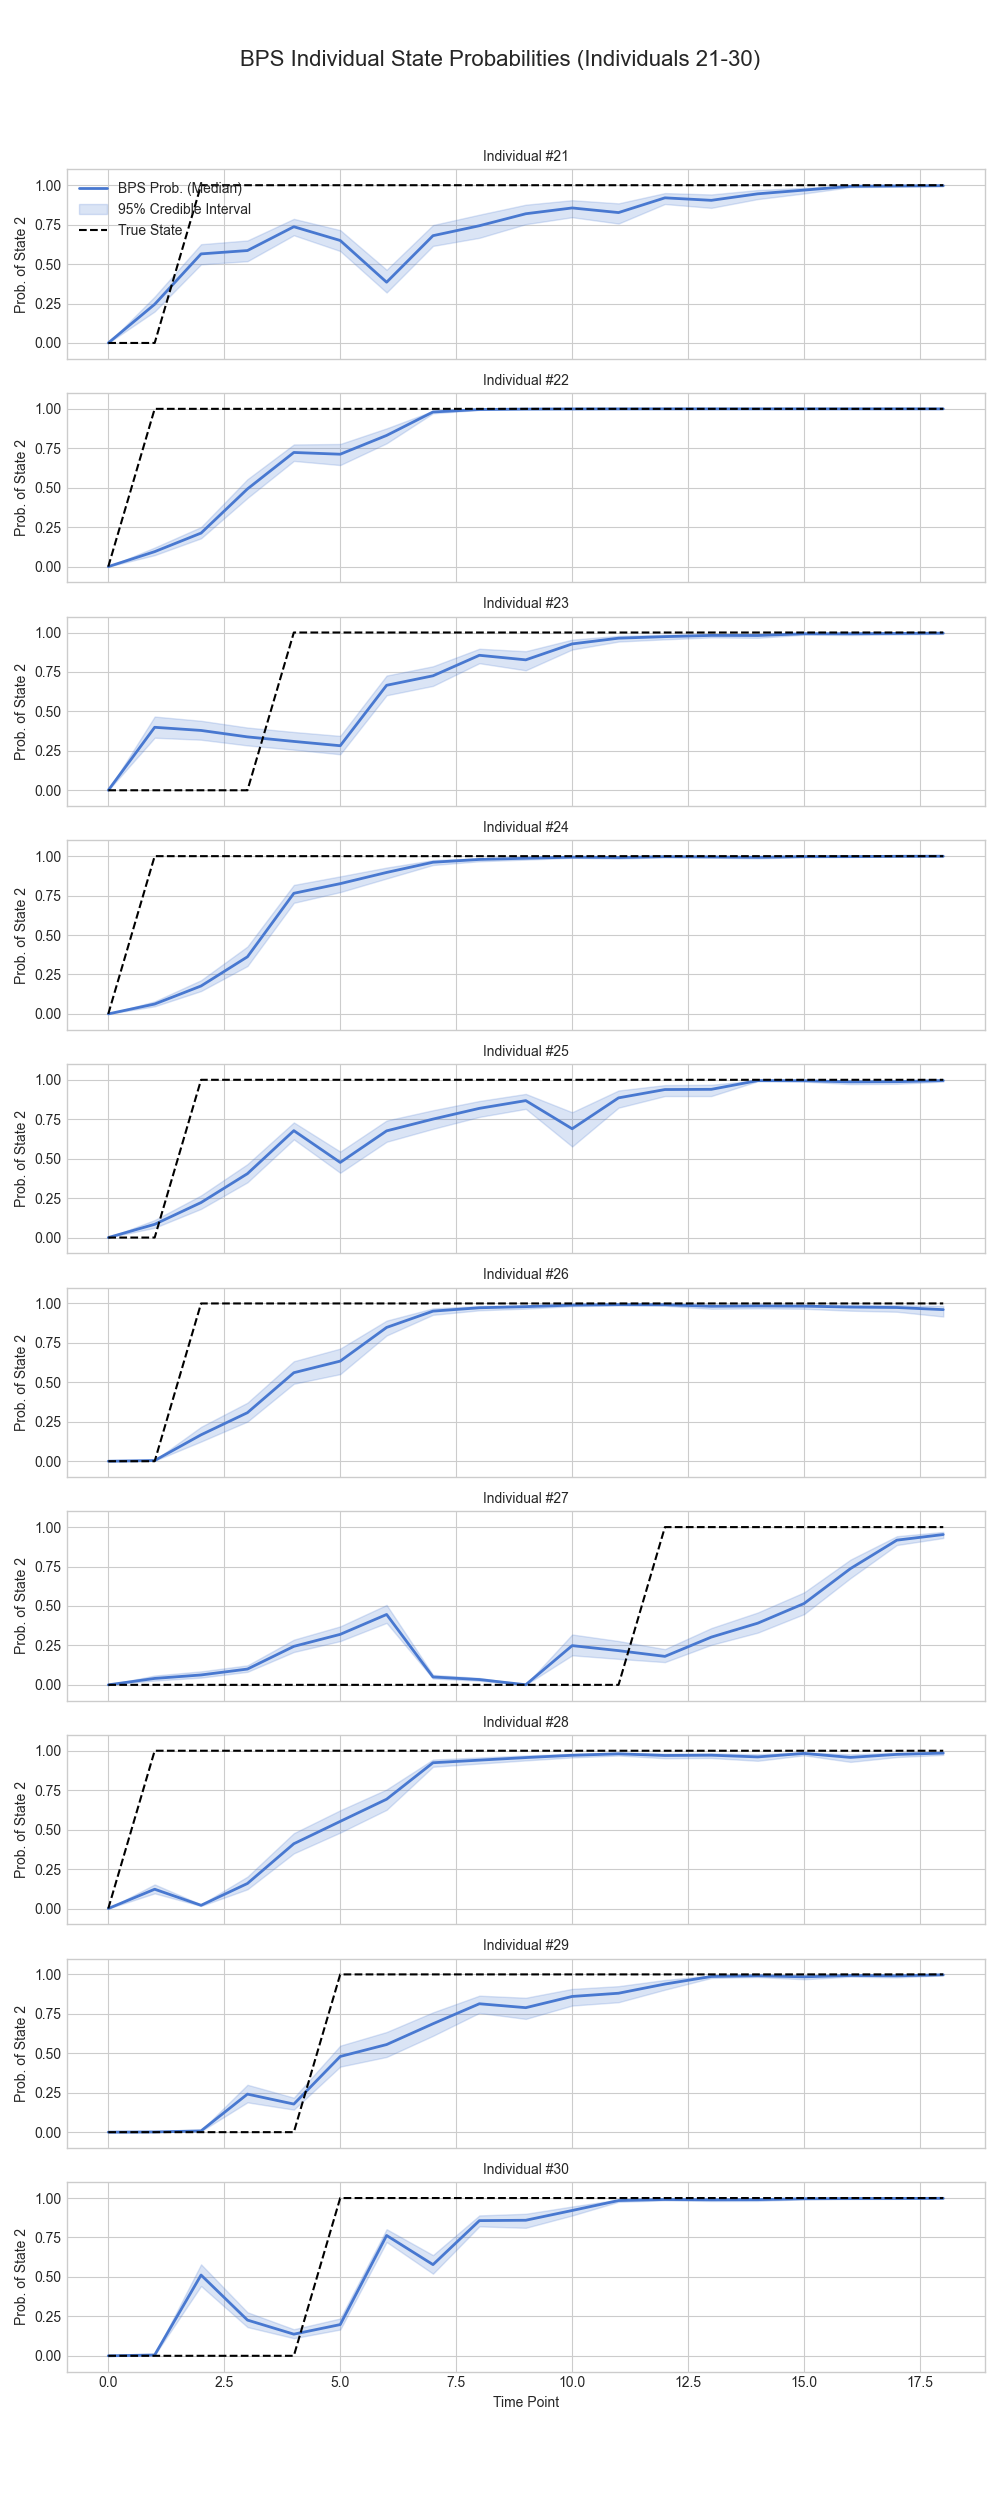 BPS Individual State Probabilities (Individuals 21-30)
Individual #21
BPS Prob. (Median)
95% Credible Interval
True State
Prob. of State 2
1.00
0.75
0.50
0.25
0.00
Individual #22
Prob. of State 2
1.00
0.75
0.50
0.25
0.00
Individual #23
Prob. of State 2
1.00
0.75
0.50
0.25
0.00
Individual #24
Prob. of State 2
1.00
0.75
0.50
0.25
0.00
Individual #25
Prob. of State 2
1.00
0.75
0.50
0.25
0.00
Individual #26
Prob. of State 2
1.00
0.75
0.50
0.25
0.00
Individual #27
Prob. of State 2
1.00
0.75
0.50
0.25
0.00
Individual #28
Prob. of State 2
1.00
0.75
0.50
0.25
0.00
Individual #29
Prob. of State 2
1.00
0.75
0.50
0.25
0.00
Individual #30
Prob. of State 2
1.00
0.75
0.50
0.25
0.00
0.0 2.5 5.0 7.5 10.0 12.5 15.0 17.5
Time Point